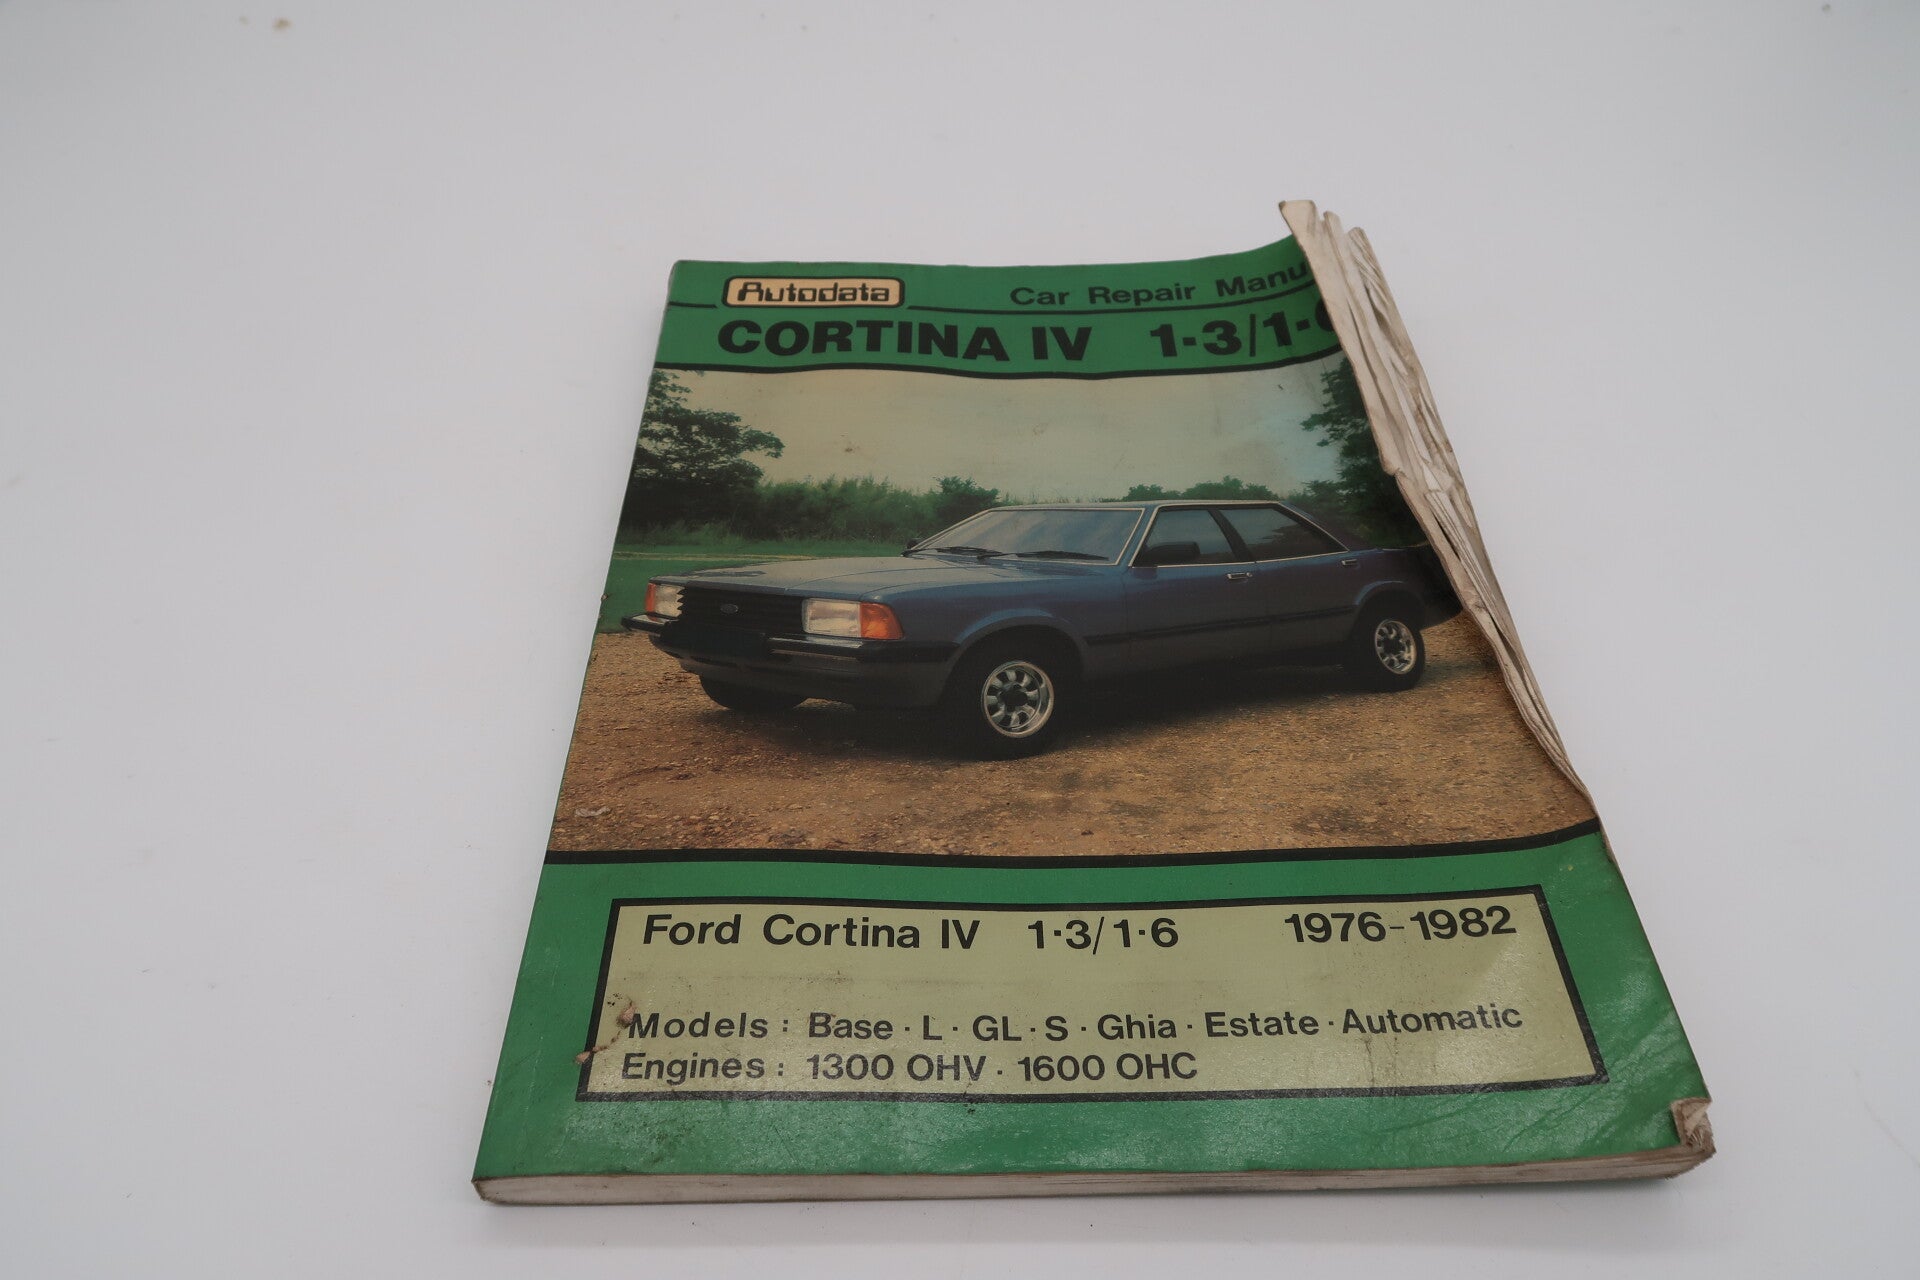 Autodata
Car Repair Manu
CORTINA IV 1·3/1·6
Ford Cortina IV 1·3/1·6 1976-1982
Models: Base · L · GL · S · Ghia · Estate · Automatic
Engines: 1300 OHV · 1600 OHC